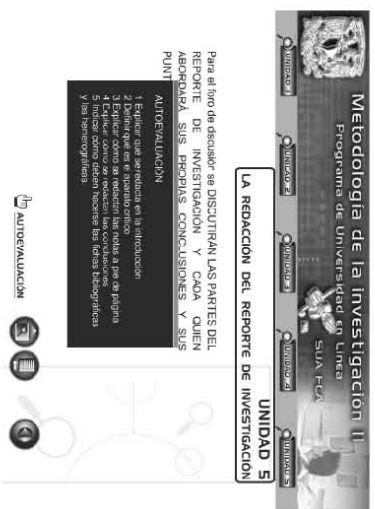 Metodología de la investigación II
Programa de Universidad en Línea
SUA FCA
UNIDAD 1
UNIDAD 2
UNIDAD 3
UNIDAD 4
UNIDAD 5
UNIDAD 5
LA REDACCIÓN DEL REPORTE DE INVESTIGACIÓN
Para el foro de discusión se DISCUTIRÁN LAS PARTES DEL
REPORTE DE INVESTIGACIÓN Y CADA QUIEN
ABORDARÁ SUS PROPIAS CONCLUSIONES Y SUS
PUNT
AUTOEVALUACIÓN
1 Explicar qué se redacta en la introducción
2 Definir qué es el aparato crítico
3 Explicar cómo se redactan las notas a pie de página
4 Explicar cómo se redactan las conclusiones
5 Indicar cómo deben hacerse las fichas bibliográficas
y las hemerográficas.
AUTOEVALUACIÓN